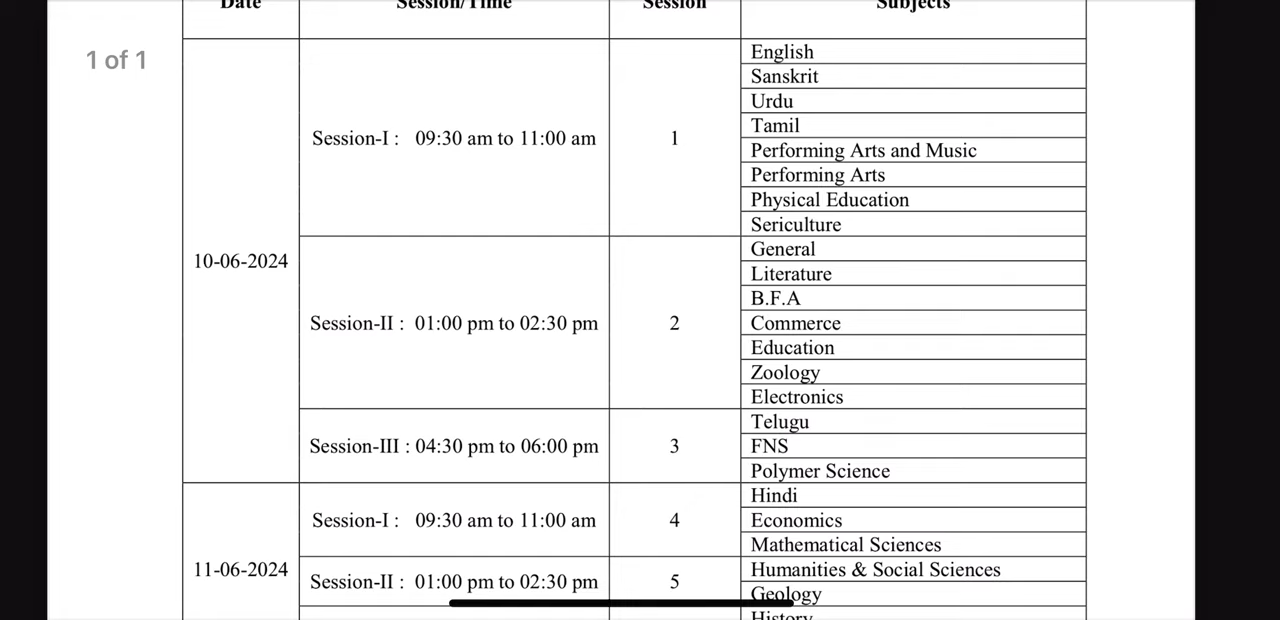 Date Session/Time Session Subjects
1 of 1
10-06-2024
Session-I : 09:30 am to 11:00 am 1
English
Sanskrit
Urdu
Tamil
Performing Arts and Music
Performing Arts
Physical Education
Sericulture
Session-II : 01:00 pm to 02:30 pm 2
General
Literature
B.F.A
Commerce
Education
Zoology
Electronics
Session-III : 04:30 pm to 06:00 pm 3
Telugu
FNS
Polymer Science
11-06-2024
Session-I : 09:30 am to 11:00 am 4
Hindi
Economics
Mathematical Sciences
Session-II : 01:00 pm to 02:30 pm 5
Humanities & Social Sciences
Geology
History